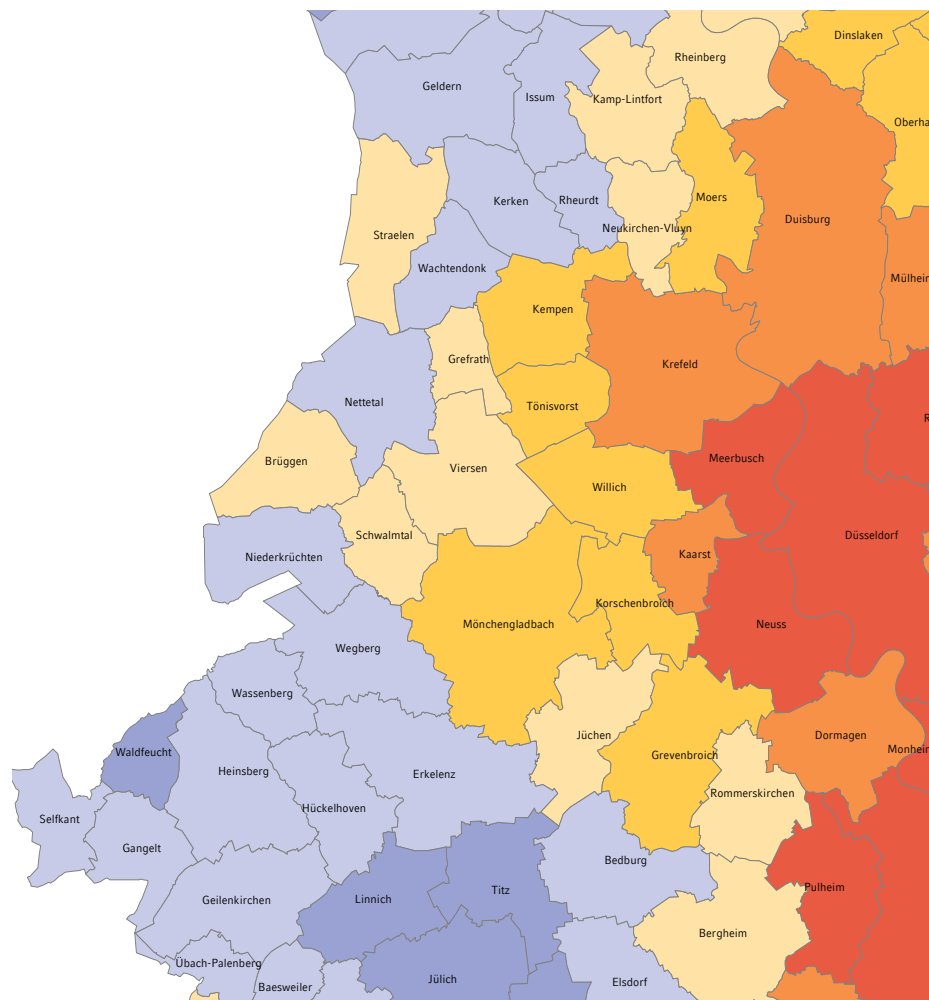 Dinslaken
Rheinberg
Geldern
Issum
Kamp-Lintfort
Oberha
Moers
Kerken
Rheurdt
Duisburg
Neukirchen-Vluyn
Straelen
Wachtendonk
Mülhein
Kempen
Grefrath
Krefeld
Nettetal
Tönisvorst
R
Meerbusch
Brüggen
Viersen
Willich
Schwalmtal
Düsseldorf
Niederkrüchten
Kaarst
Korschenbroich
Mönchengladbach
Neuss
Wegberg
Wassenberg
Jüchen
Dormagen
Waldfeucht
Grevenbroich
Monhein
Heinsberg
Erkelenz
Rommerskirchen
Hückelhoven
Selfkant
Gangelt
Bedburg
Pulheim
Titz
Linnich
Geilenkirchen
Bergheim
Übach-Palenberg
Jülich
Elsdorf
Baesweiler